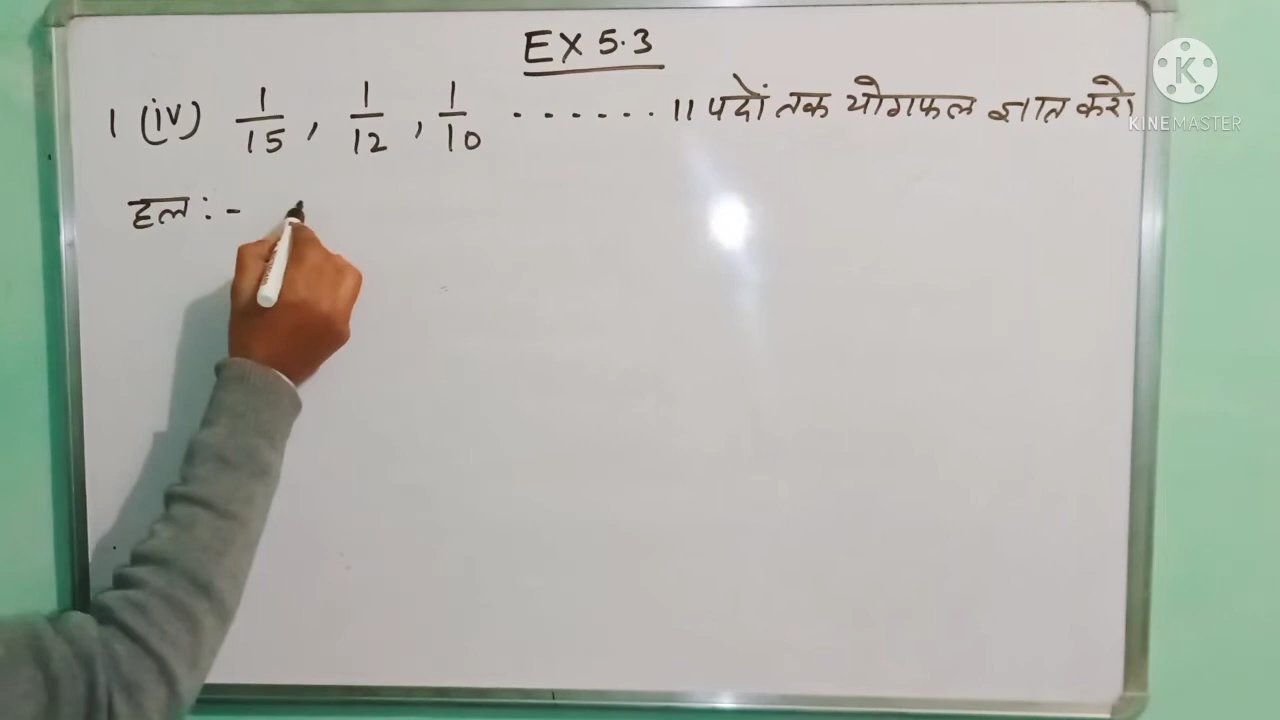 EX 5.3
1 (iv) 1/15, 1/12, 1/10 ....... 11 पदों तक योगफल ज्ञात करो
K
KINEMASTER
हल :-